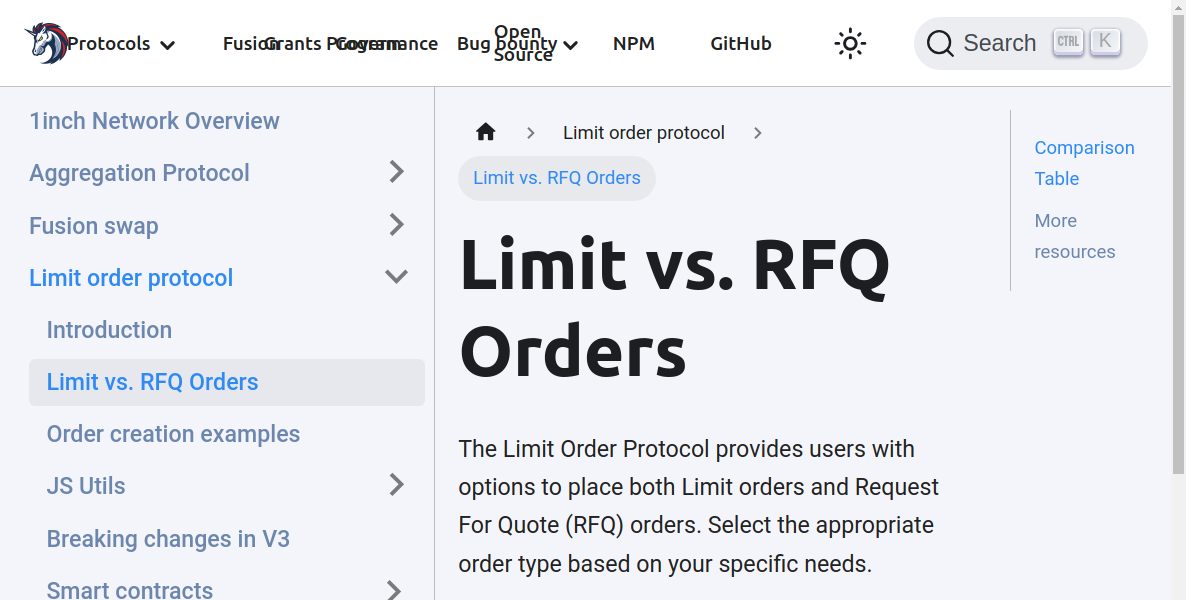 Protocols
Fusion
Grants Program
Governance
Bug bounty
Open
Source
NPM
GitHub
Search CTRL K
1inch Network Overview
Aggregation Protocol
Fusion swap
Limit order protocol
Introduction
Limit vs. RFQ Orders
Order creation examples
JS Utils
Breaking changes in V3
Smart contracts
Limit order protocol
Limit vs. RFQ Orders
Limit vs. RFQ
Orders
The Limit Order Protocol provides users with
options to place both Limit orders and Request
For Quote (RFQ) orders. Select the appropriate
order type based on your specific needs.
Comparison
Table
More
resources